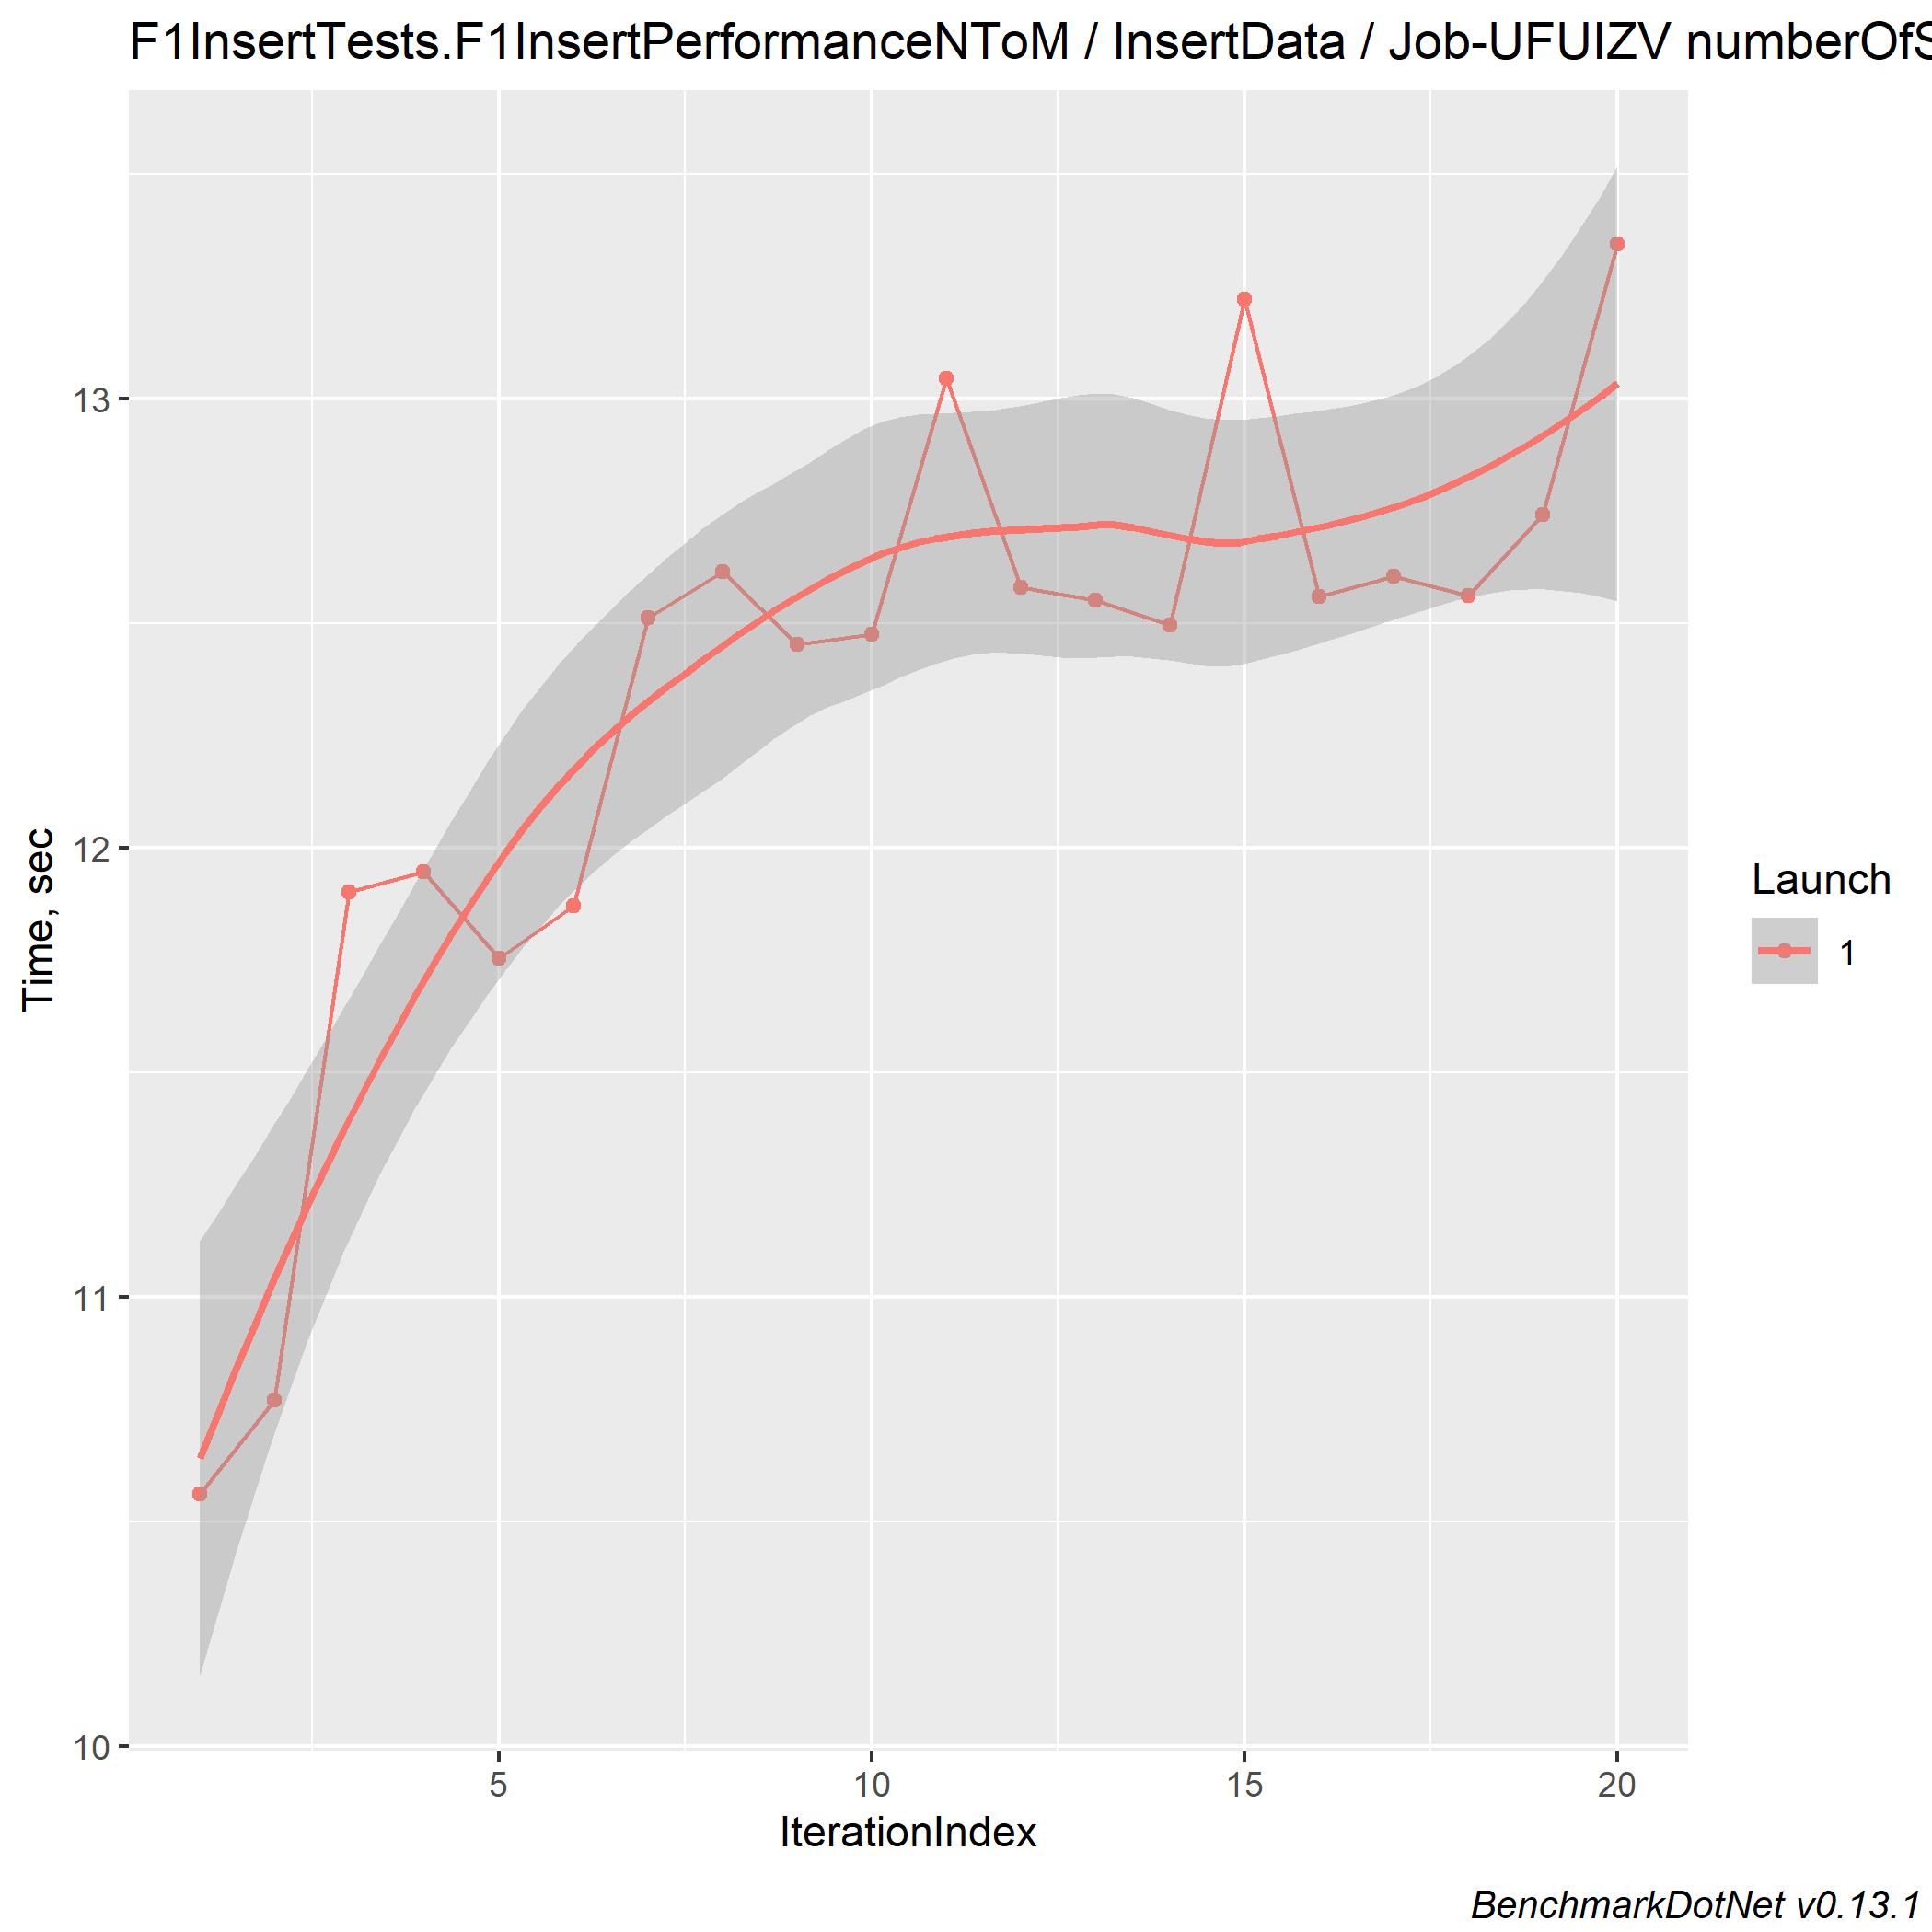 F1InsertTests.F1InsertPerformanceNToM / InsertData / Job-UFUIZV numberOfS
13
12
11
10
Time, sec
5 10 15 20
IterationIndex
Launch
1
BenchmarkDotNet v0.13.1